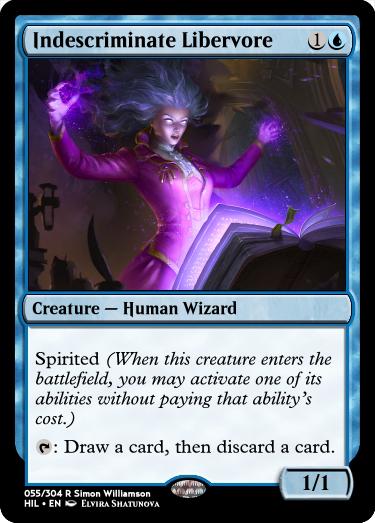 Indescriminate Libervore 1
Creature — Human Wizard
Spirited (When this creature enters the
battlefield, you may activate one of its
abilities without paying that ability's
cost.)
: Draw a card, then discard a card.
1/1
055/304 R Simon Williamson
HIL • EN Elvira Shatunova